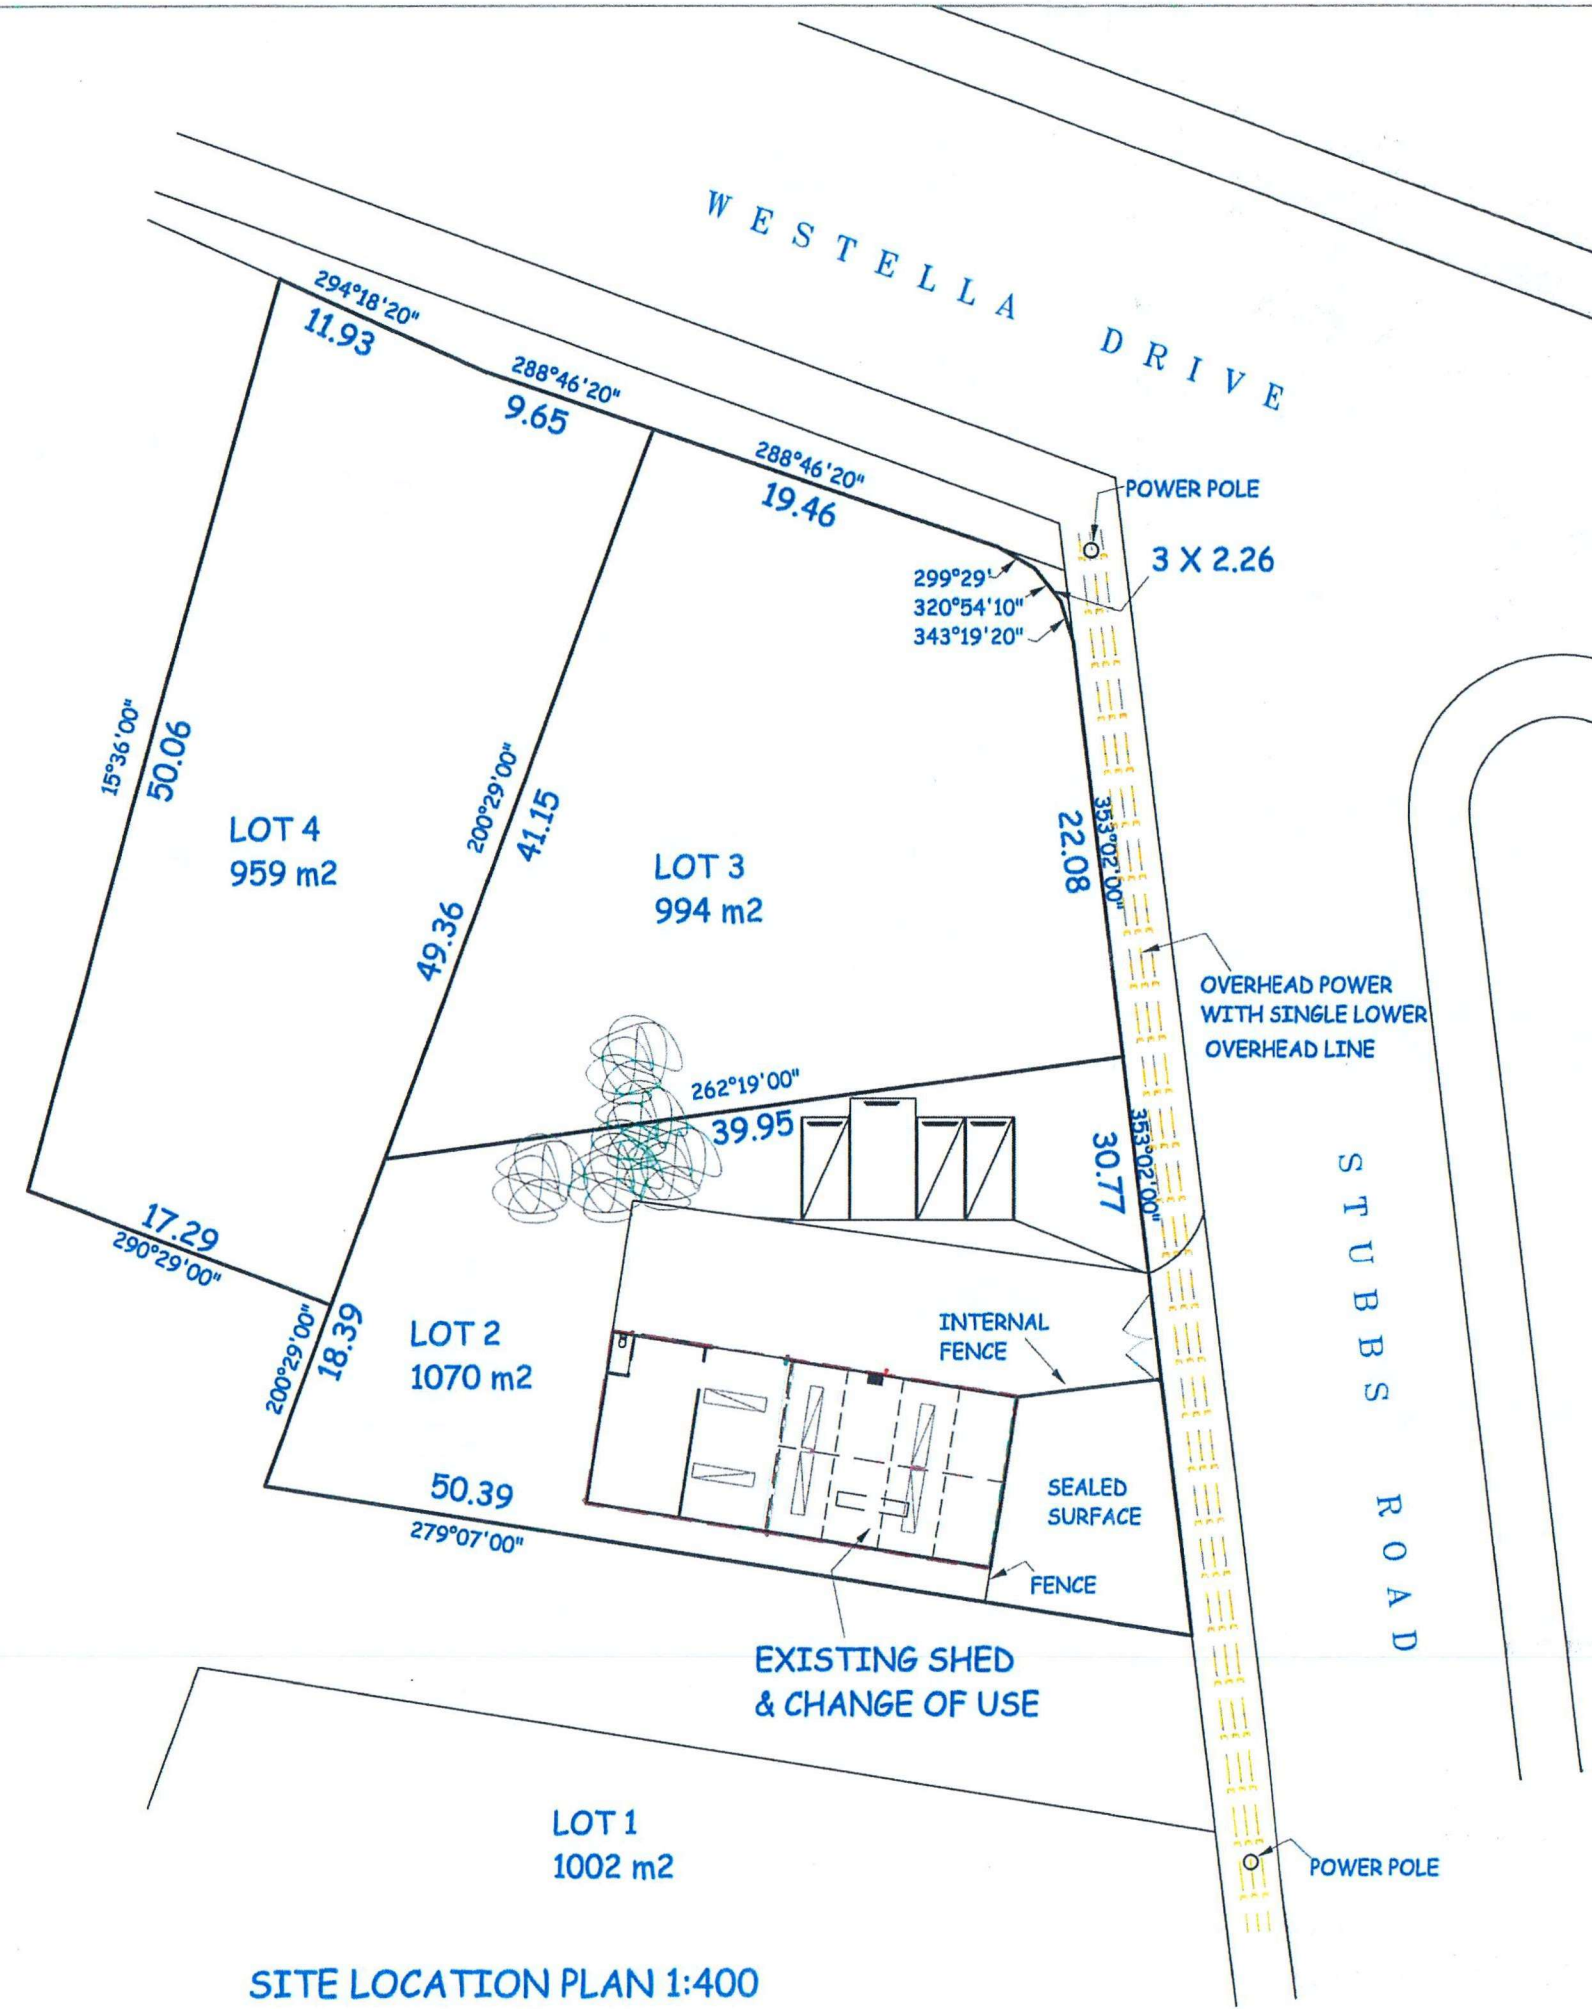 WESTELLA DRIVE
294°18'20"
11.93
288°46'20"
9.65
288°46'20"
19.46
POWER POLE
3 X 2.26
299°29'
320°54'10"
343°19'20"
15°36'00"
50.06
200°29'00"
41.15
353°02'00"
22.08
LOT 4
959 m2
LOT 3
994 m2
49.36
OVERHEAD POWER
WITH SINGLE LOWER
OVERHEAD LINE
262°19'00"
39.95
353°02'00"
30.77
STUBBS ROAD
17.29
290°29'00"
200°29'00"
18.39
LOT 2
1070 m2
INTERNAL
FENCE
50.39
279°07'00"
SEALED
SURFACE
FENCE
EXISTING SHED
& CHANGE OF USE
LOT 1
1002 m2
POWER POLE
SITE LOCATION PLAN 1:400